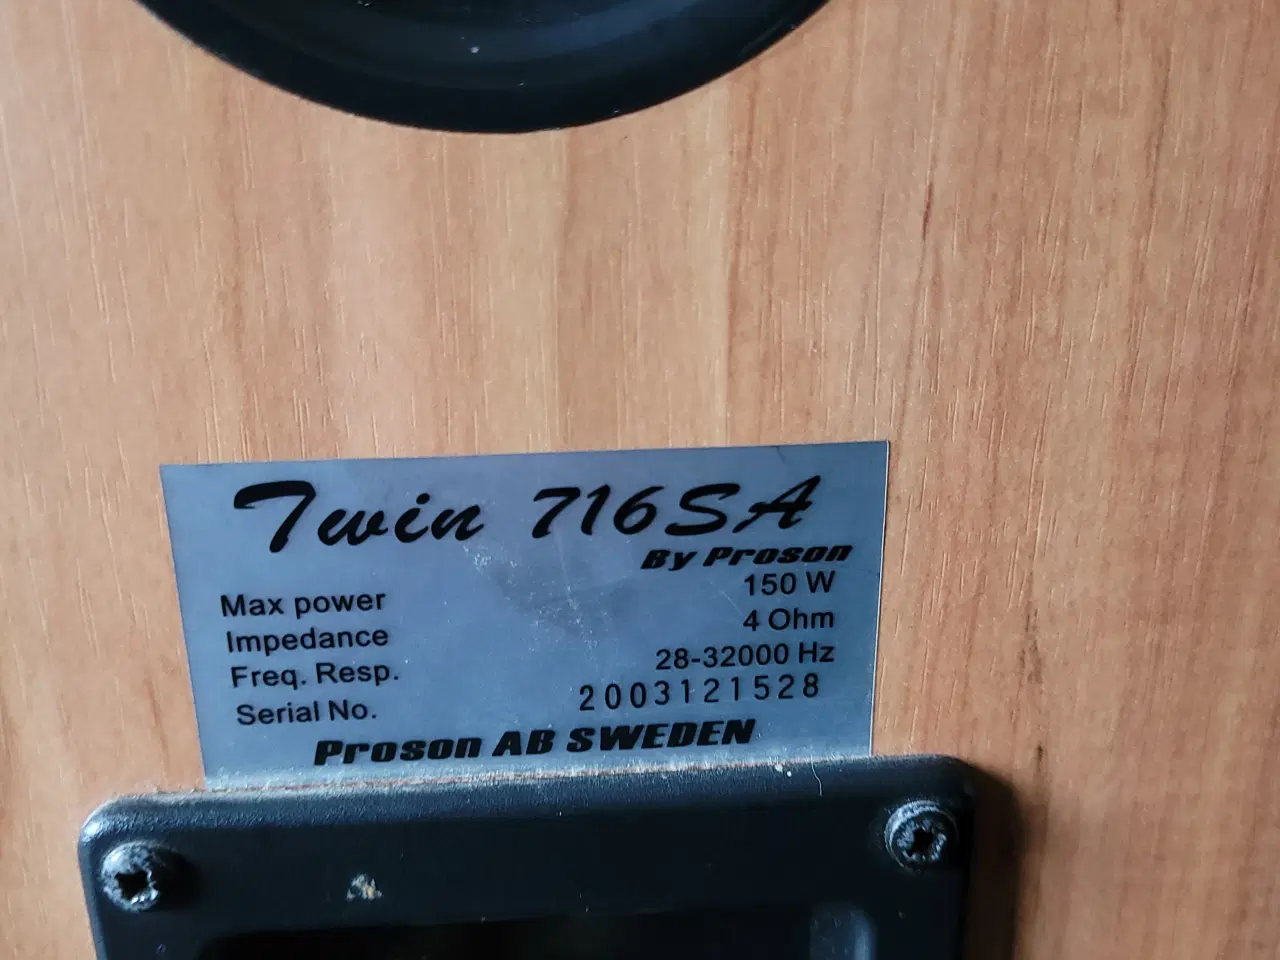 Twin 716SA
By Proson
Max power 150 W
Impedance 4 Ohm
Freq. Resp. 28-32000 Hz
Serial No. 2003121528
Proson AB SWEDEN